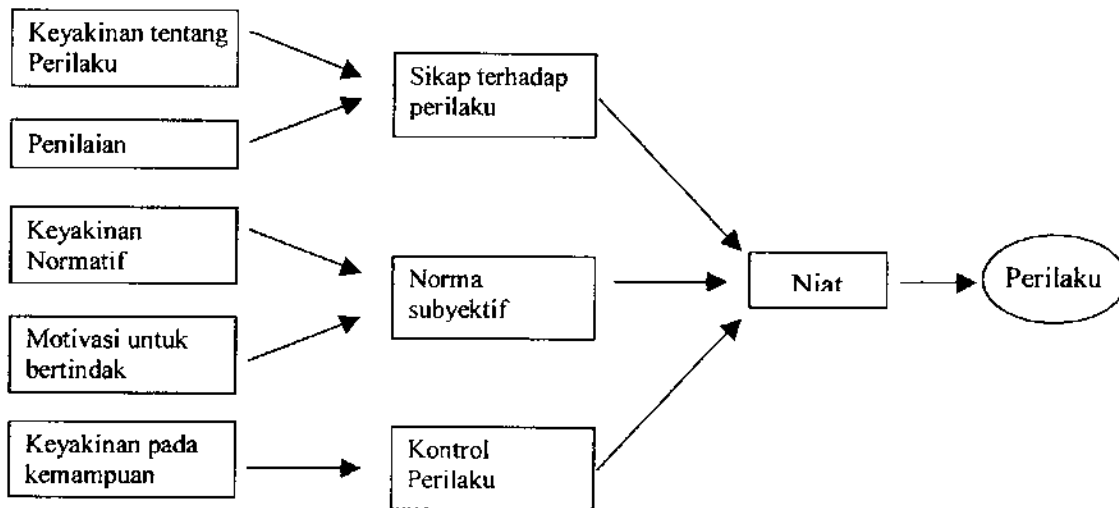 Keyakinan tentang
Perilaku
Penilaian
Keyakinan
Normatif
Motivasi untuk
bertindak
Keyakinan pada
kemampuan
Sikap terhadap
perilaku
Norma
subyektif
Kontrol
Perilaku
Niat
Perilaku